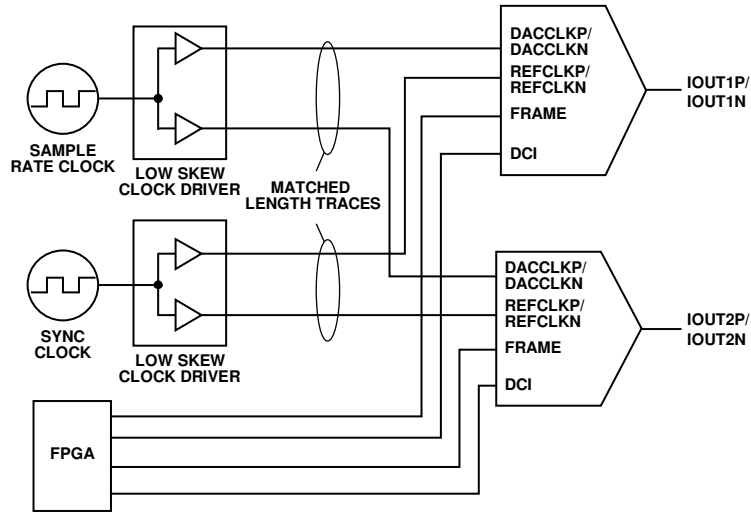 SAMPLE
RATE CLOCK
LOW SKEW
CLOCK DRIVER
MATCHED
LENGTH TRACES
DACCLKP/
DACCLKN
REFCLKP/
REFCLKN
FRAME
DCI
IOUT1P/
IOUT1N
SYNC
CLOCK
LOW SKEW
CLOCK DRIVER
DACCLKP/
DACCLKN
REFCLKP/
REFCLKN
FRAME
DCI
IOUT2P/
IOUT2N
FPGA